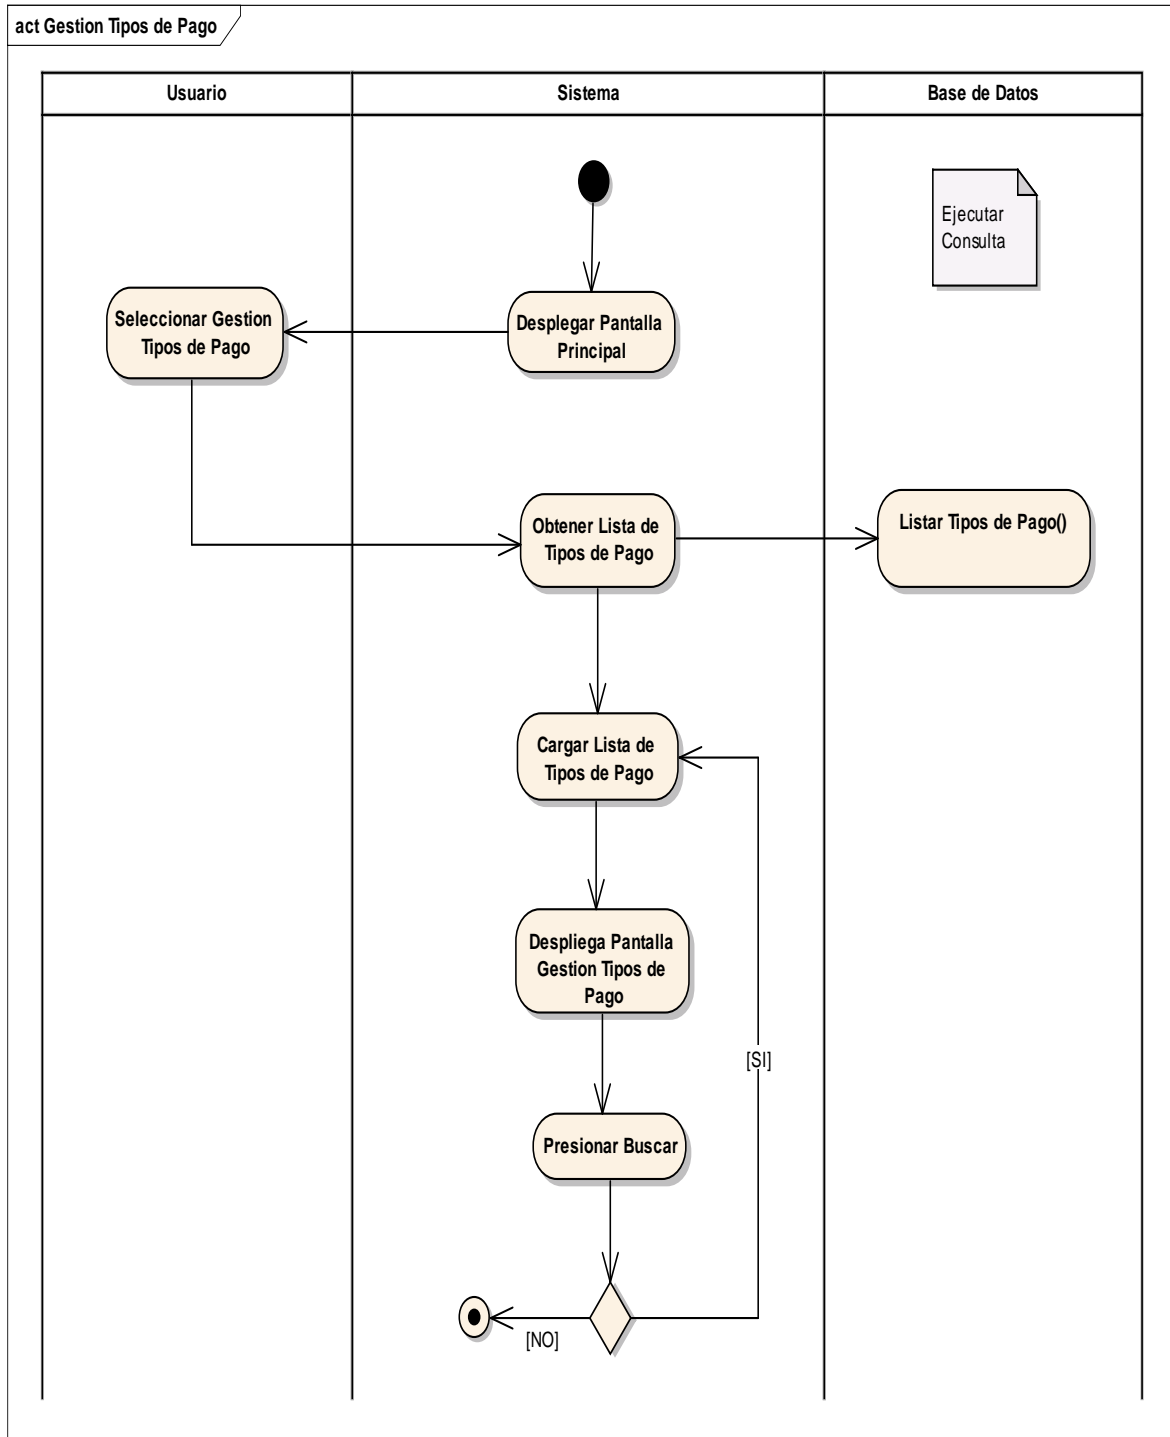 act Gestion Tipos de Pago
Usuario
Sistema
Base de Datos
Ejecutar
Consulta
Seleccionar Gestion
Tipos de Pago
Desplegar Pantalla
Principal
Obtener Lista de
Tipos de Pago
Listar Tipos de Pago()
Cargar Lista de
Tipos de Pago
Despliega Pantalla
Gestion Tipos de
Pago
[SI]
Presionar Buscar
[NO]